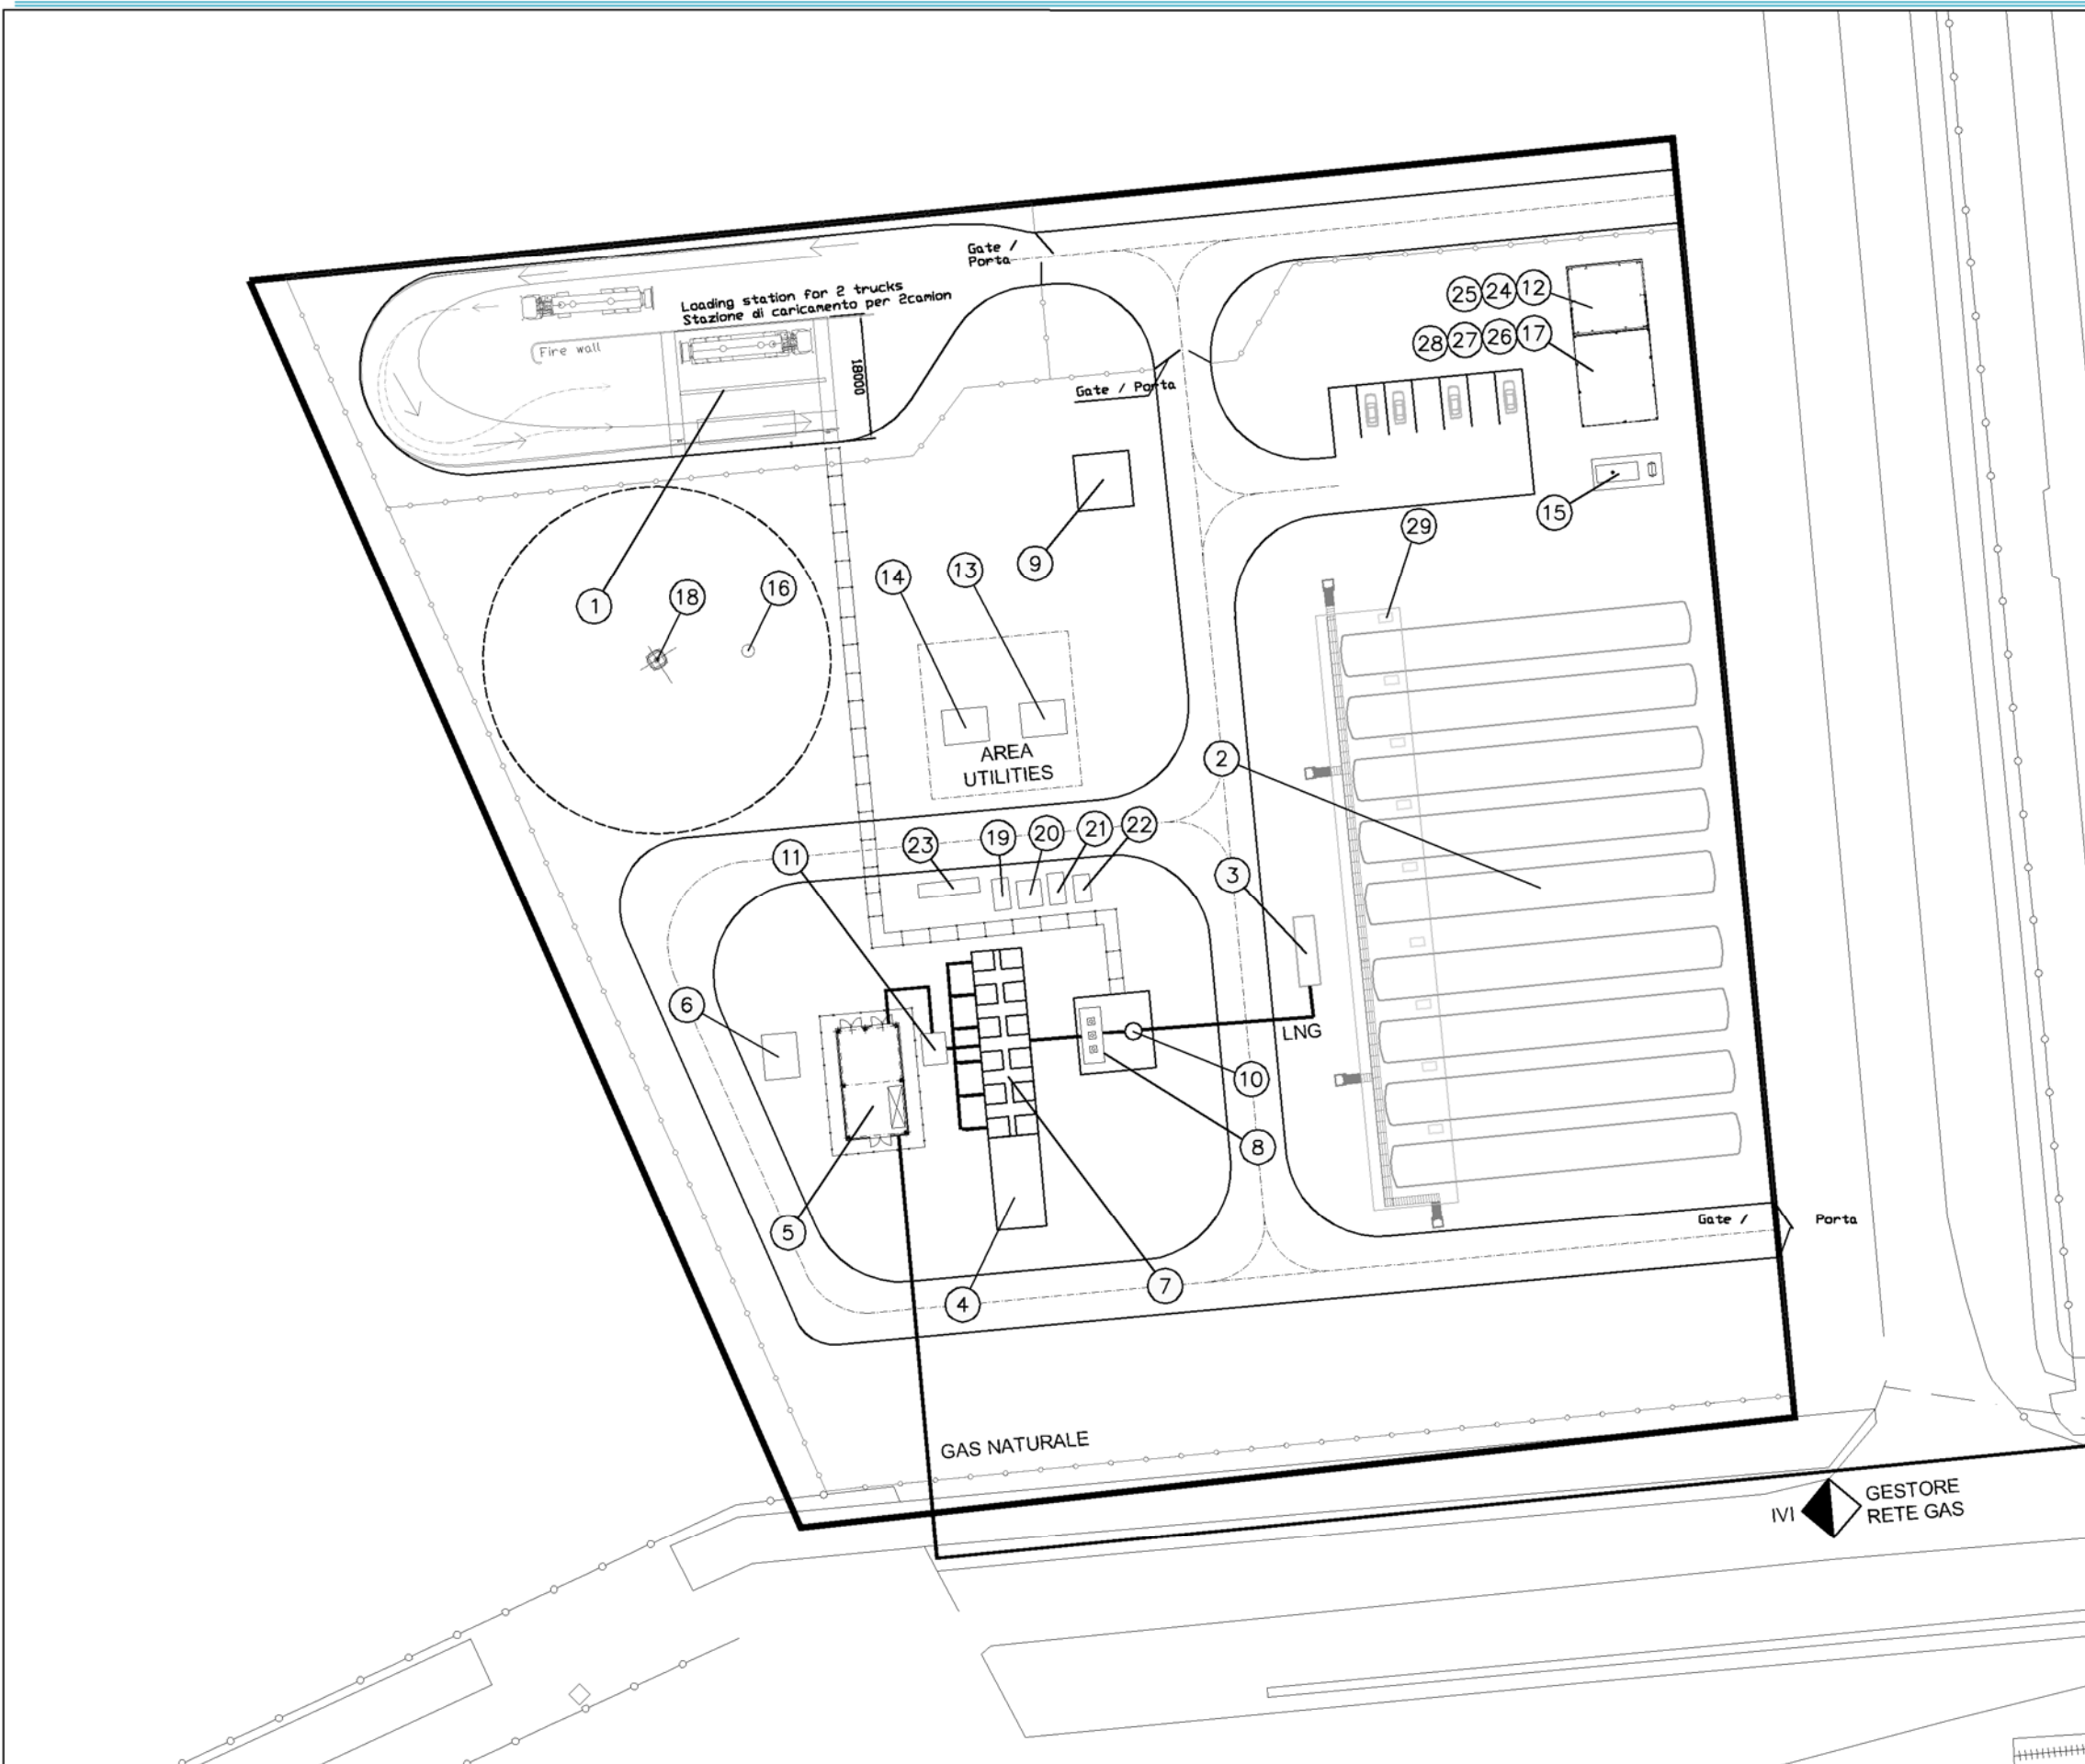 Gate /
Porta
Loading station for 2 trucks
Stazione di caricamento per 2camion
Fire wall
18000
25 24 12
28 27 26 17
Gate / Porta
15
29
9
14 13
1 18 16
AREA
UTILITIES
2
23 19 20 21 22
11
3
6
LNG
10
8
5
4
7
Gate / Porta
GAS NATURALE
IVI
GESTORE
RETE GAS